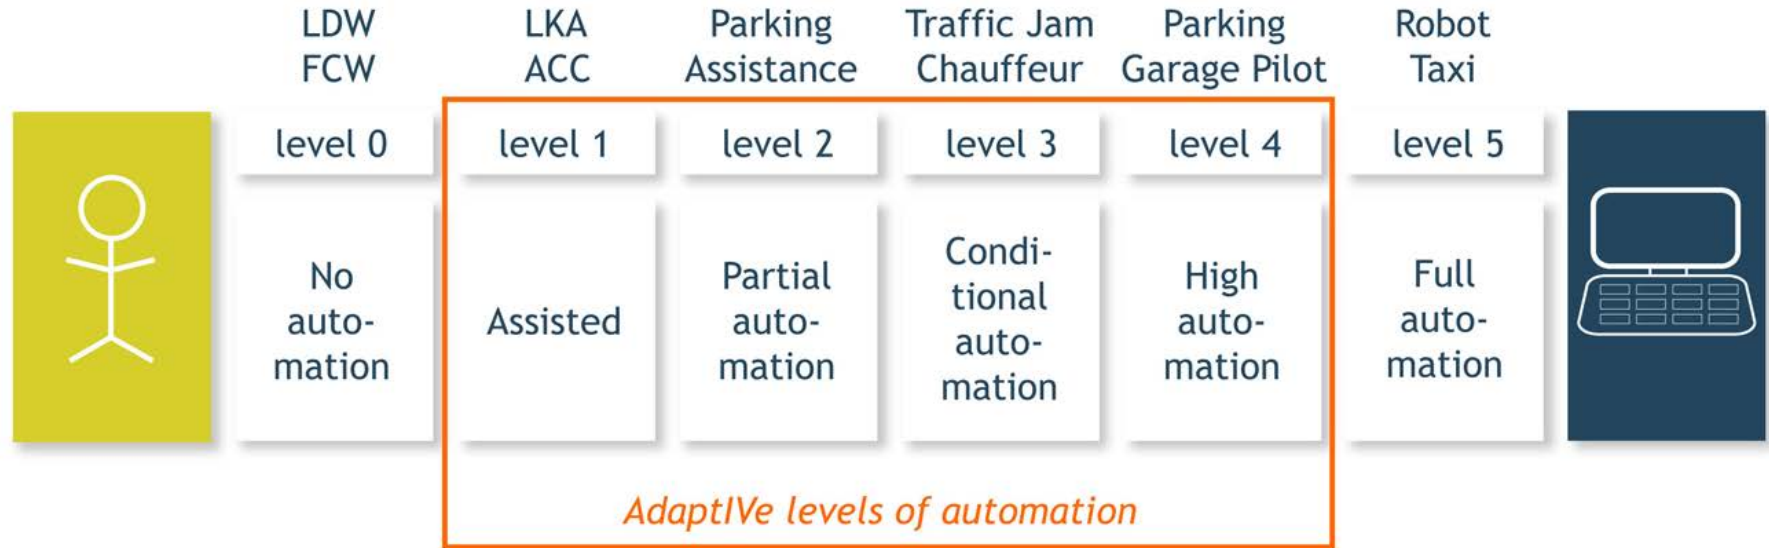 LDW
FCW
LKA
ACC
Parking
Assistance
Traffic Jam
Chauffeur
Parking
Garage Pilot
Robot
Taxi
level 0
level 1
level 2
level 3
level 4
level 5
No
auto-
mation
Assisted
Partial
auto-
mation
Condi-
tional
auto-
mation
High
auto-
mation
Full
auto-
mation
AdaptIVe levels of automation